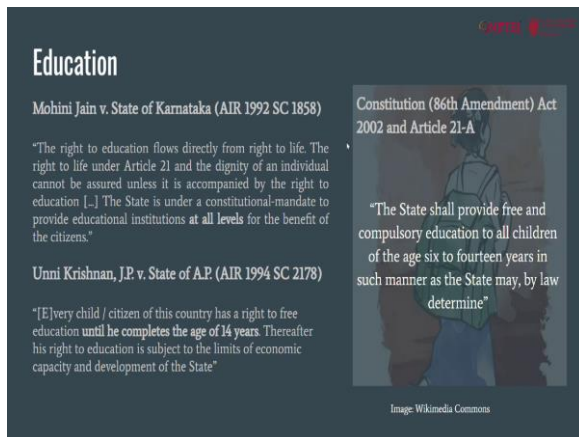 Education
Mohini Jain v. State of Karnataka (AIR 1992 SC 1858)
“The right to education flows directly from right to life. The
right to life under Article 21 and the dignity of an individual
cannot be assured unless it is accompanied by the right to
education [...] The State is under a constitutional-mandate to
provide educational institutions at all levels for the benefit of
the citizens.”
Unni Krishnan, J.P. v. State of A.P. (AIR 1994 SC 2178)
“[E]very child / citizen of this country has a right to free
education until he completes the age of 14 years. Thereafter
his right to education is subject to the limits of economic
capacity and development of the State”
Constitution (86th Amendment) Act
2002 and Article 21-A
“The State shall provide free and
compulsory education to all children
of the age six to fourteen years in
such manner as the State may, by law
determine”
Image: Wikimedia Commons